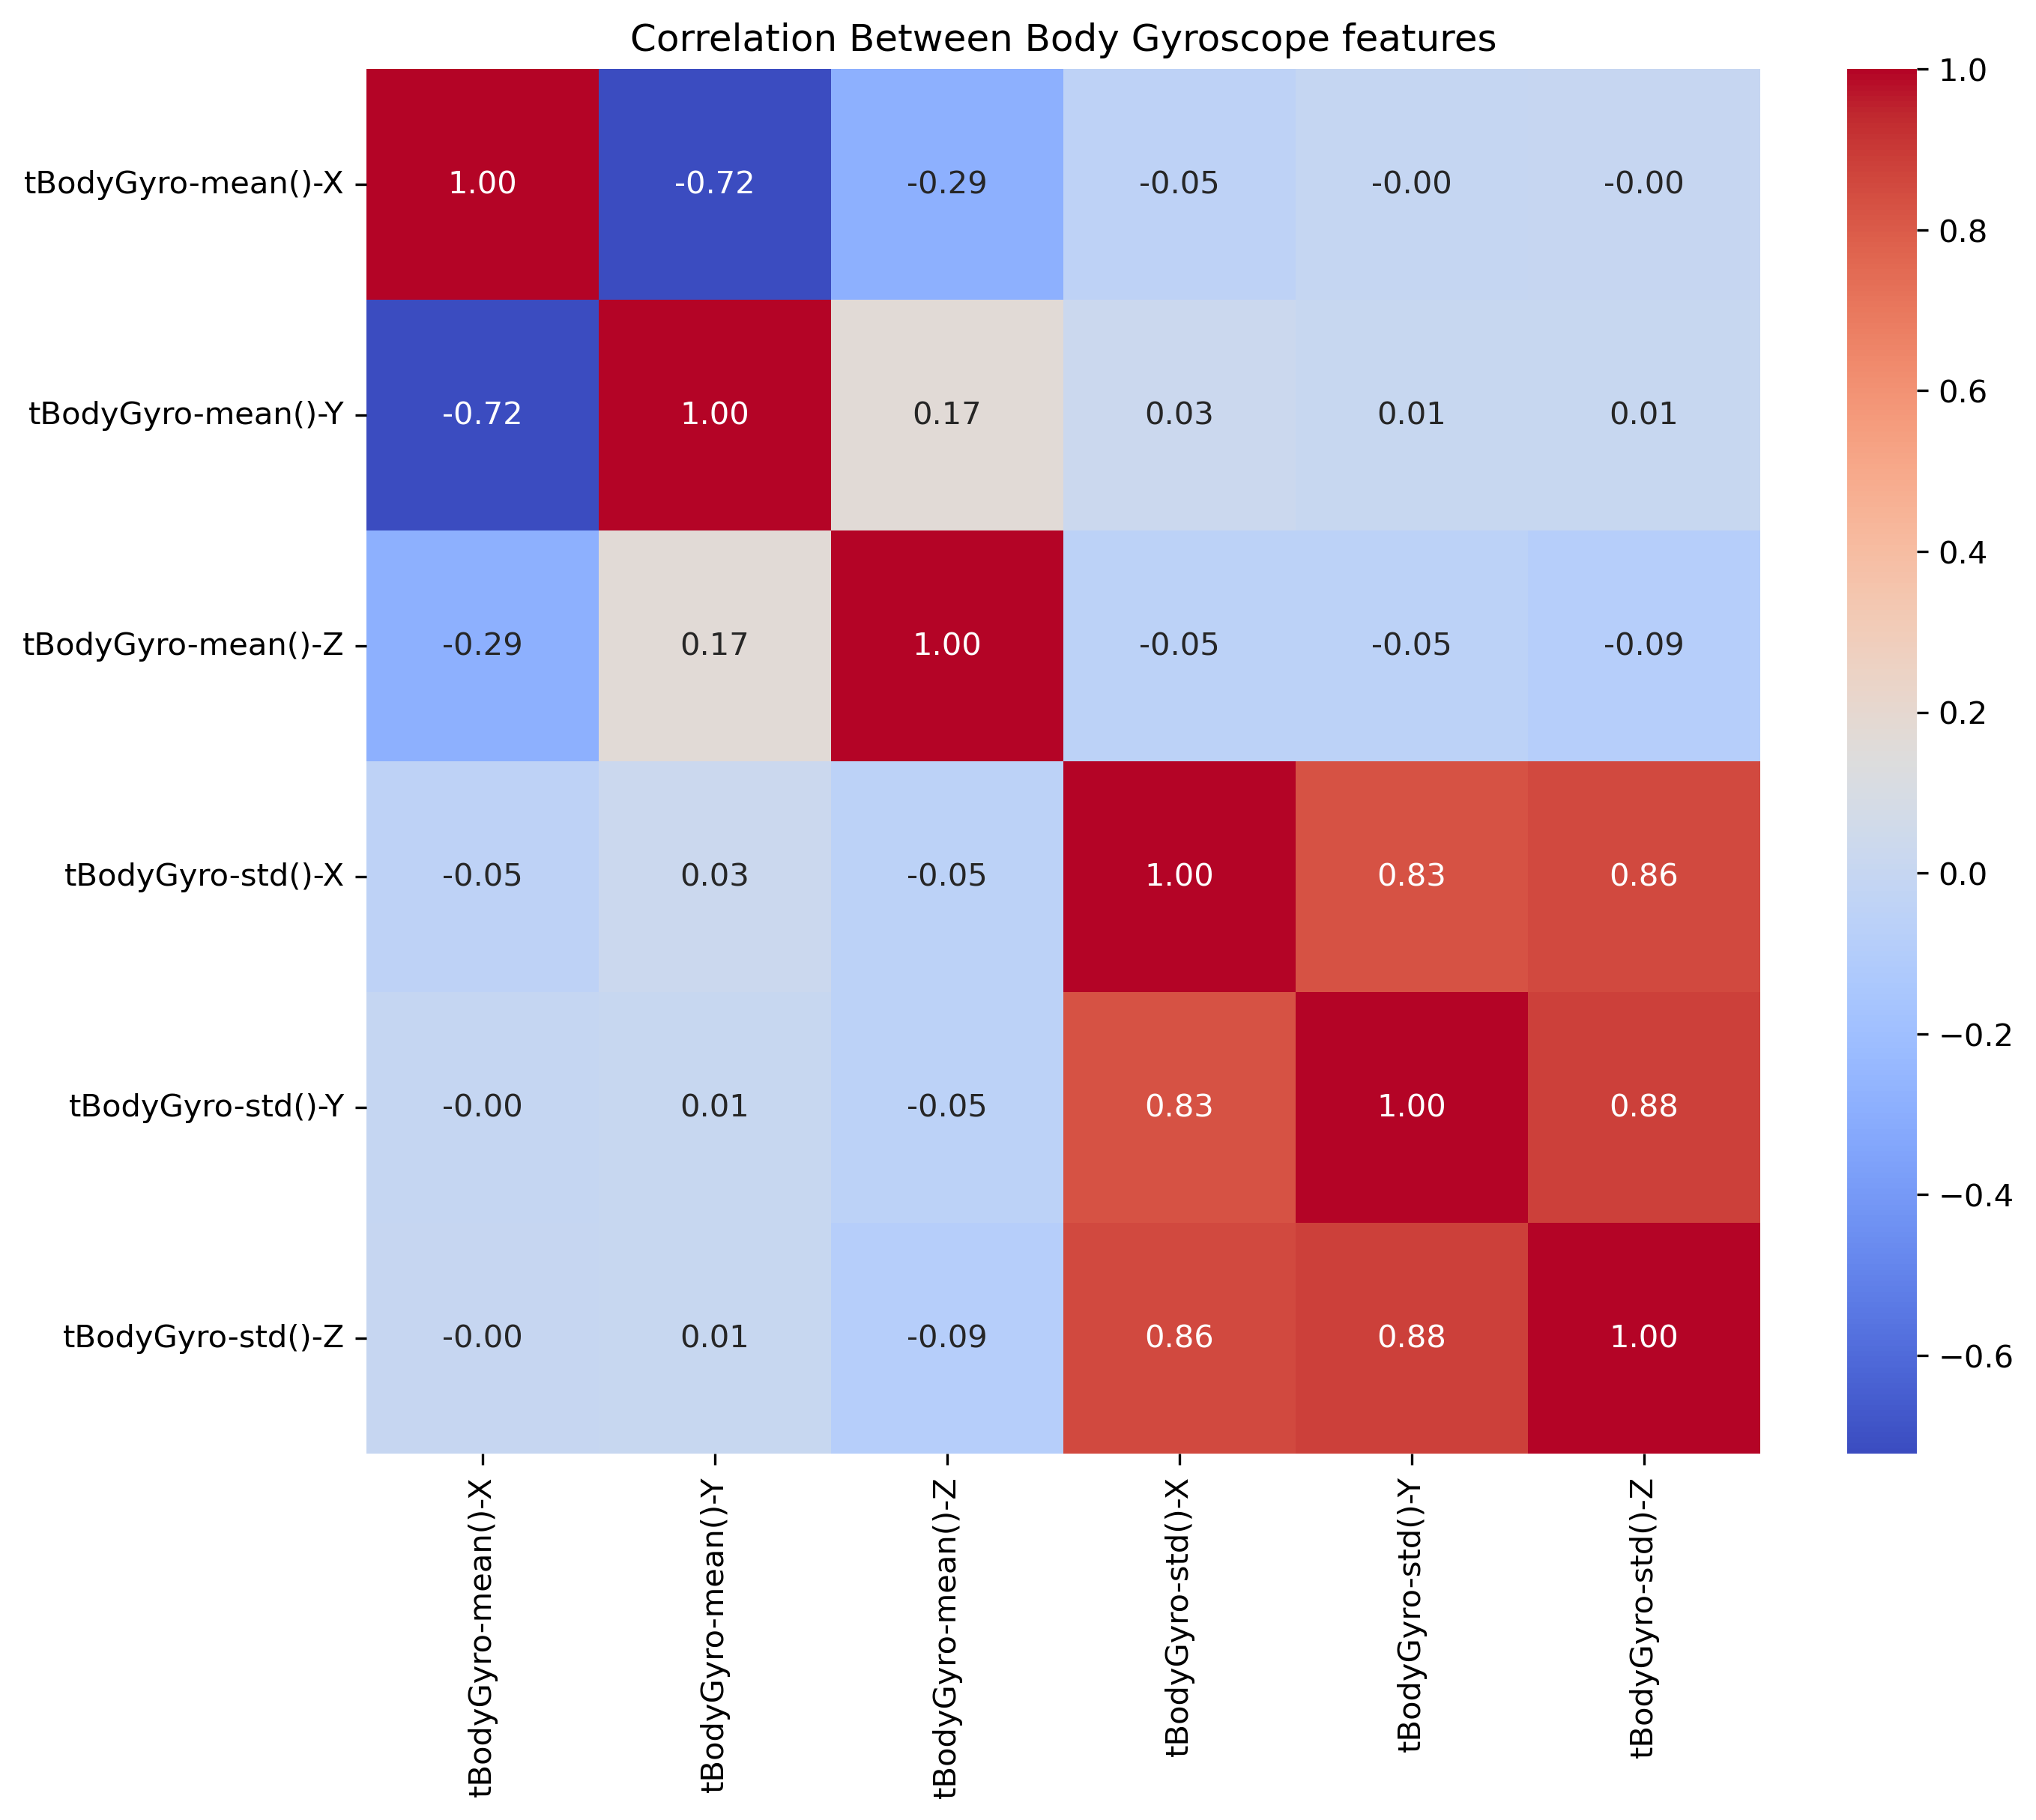 Correlation Between Body Gyroscope features
tBodyGyro-mean()-X 1.00 -0.72 -0.29 -0.05 -0.00 -0.00
tBodyGyro-mean()-Y -0.72 1.00 0.17 0.03 0.01 0.01
tBodyGyro-mean()-Z -0.29 0.17 1.00 -0.05 -0.05 -0.09
tBodyGyro-std()-X -0.05 0.03 -0.05 1.00 0.83 0.86
tBodyGyro-std()-Y -0.00 0.01 -0.05 0.83 1.00 0.88
tBodyGyro-std()-Z -0.00 0.01 -0.09 0.86 0.88 1.00
tBodyGyro-mean()-X
tBodyGyro-mean()-Y
tBodyGyro-mean()-Z
tBodyGyro-std()-X
tBodyGyro-std()-Y
tBodyGyro-std()-Z
1.0
0.8
0.6
0.4
0.2
0.0
−0.2
−0.4
−0.6